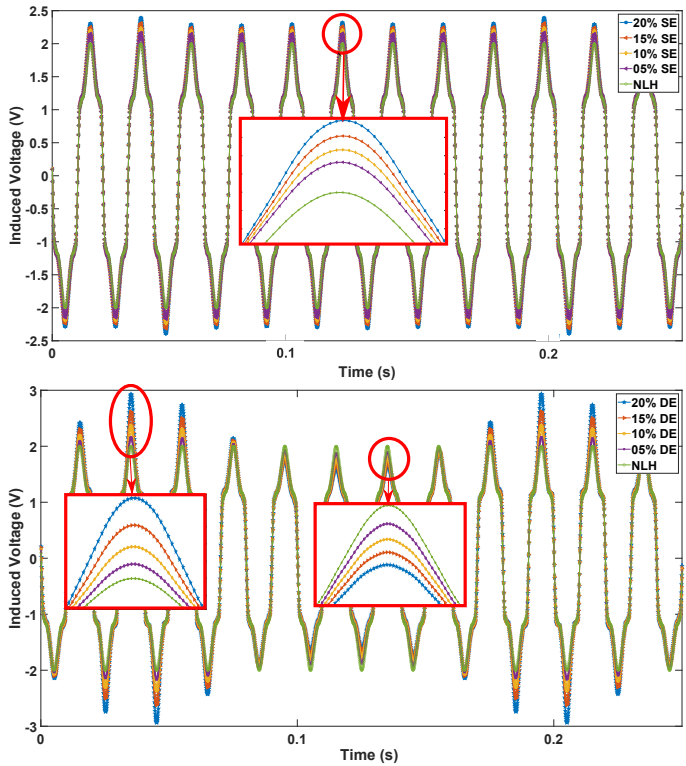 2.5
2
1.5
1
0.5
0
-0.5
-1
-1.5
-2
-2.5
Induced Voltage (V)
20% SE
15% SE
10% SE
05% SE
NLH
0
0.1
0.2
Time (s)
3
2
1
0
-1
-2
-3
Induced Voltage (V)
20% DE
15% DE
10% DE
05% DE
NLH
0
0.1
0.2
Time (s)